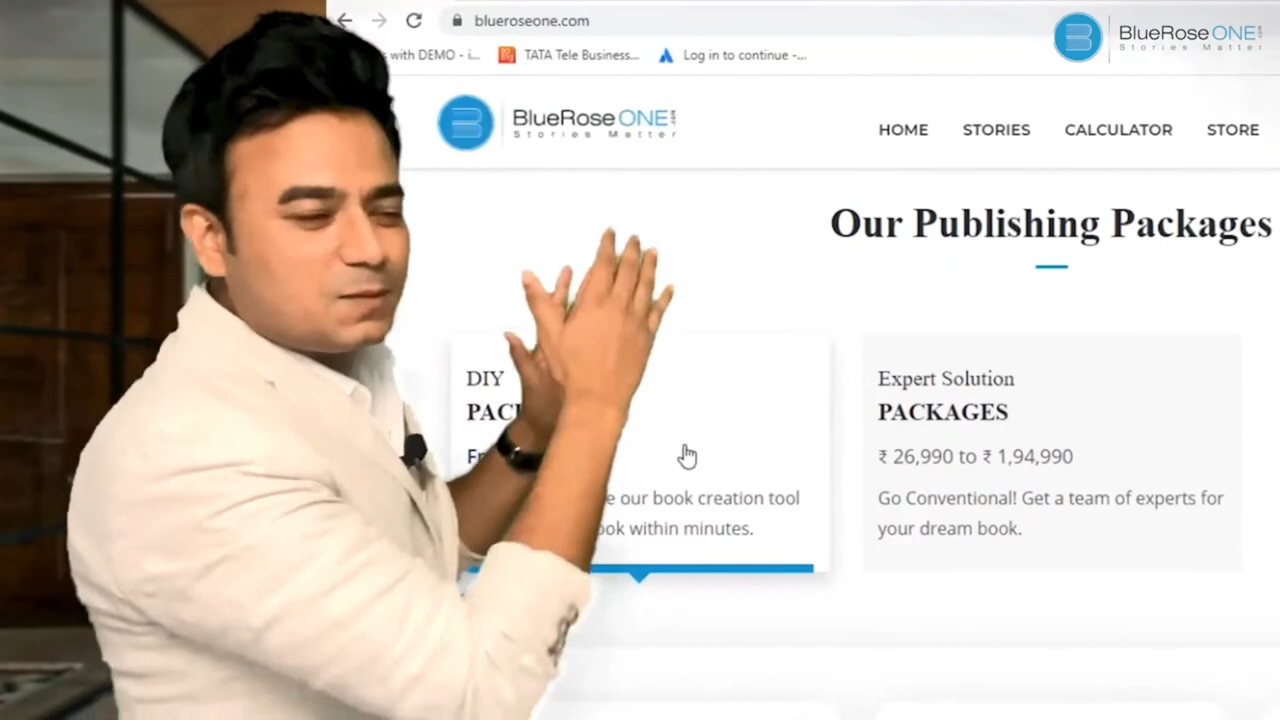 blueroseone.com
BlueRose ONE .com
Stories Matter
with DEMO - i...
TATA Tele Business...
Log in to continue -...
BlueRose ONE .com
Stories Matter
HOME
STORIES
CALCULATOR
STORE
Our Publishing Packages
DIY
Expert Solution
PACKAGES
₹ 26,990 to ₹ 1,94,990
our book creation tool
within minutes.
Go Conventional! Get a team of experts for
your dream book.